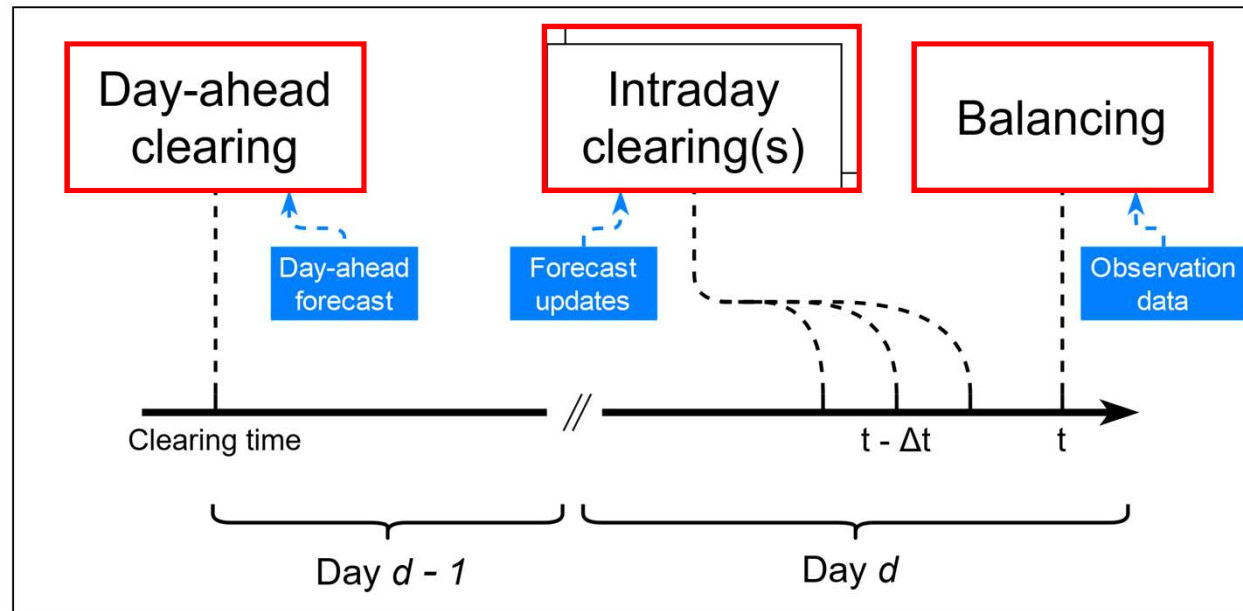 Day-ahead
clearing
Intraday
clearing(s)
Balancing
Day-ahead
forecast
Forecast
updates
Observation
data
Clearing time
t - Δt
t
Day d - 1
Day d